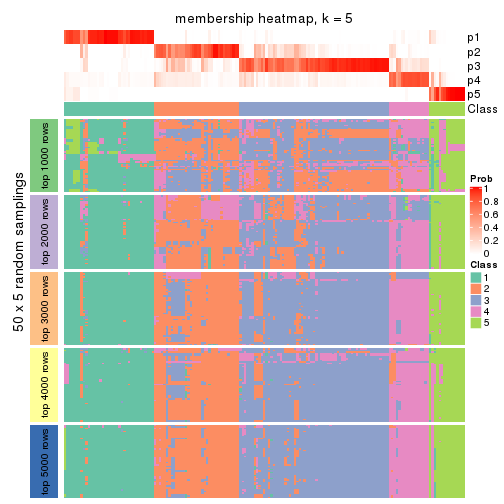 membership heatmap, k = 5
p1
p2
p3
p4
p5
Class
50 x 5 random samplings
top 1000 rows
top 2000 rows
top 3000 rows
top 4000 rows
top 5000 rows
Prob
1
0.8
0.6
0.4
0.2
0
Class
1
2
3
4
5